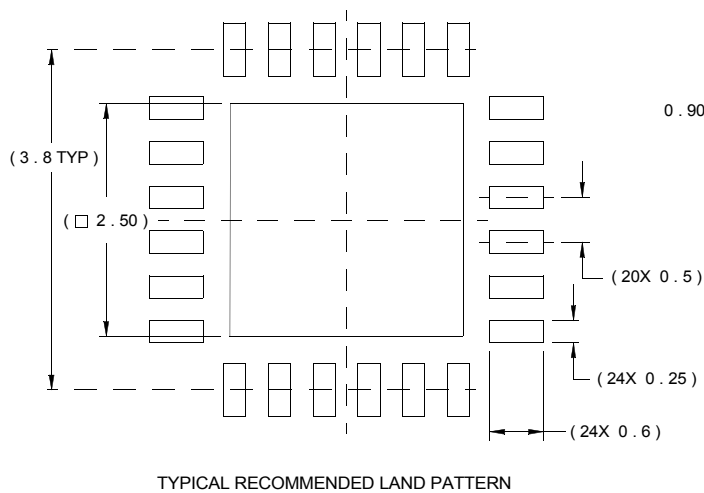 0.90
( 3 . 8 TYP )
( □ 2 . 50 )
( 20X 0 . 5 )
( 24X 0.25 )
( 24X 0 . 6 )
TYPICAL RECOMMENDED LAND PATTERN